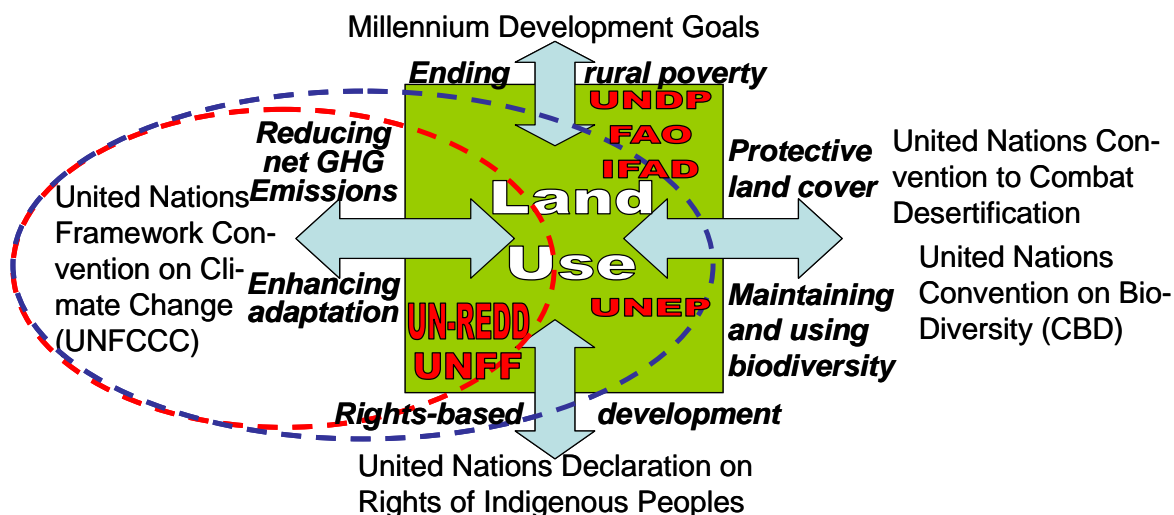 Millennium Development Goals
Ending rural poverty
UNDP
FAO
IFAD
Reducing
net GHG
Emissions
United Nations
Framework Con-
vention on Cli-
mate Change
(UNFCCC)
Enhancing
adaptation
Land
Use
Protective
land cover
United Nations Con-
vention to Combat
Desertification
United Nations
Convention on Bio-
Diversity (CBD)
UNEP
Maintaining
and using
biodiversity
UN-REDD
UNFF
Rights-based development
United Nations Declaration on
Rights of Indigenous Peoples